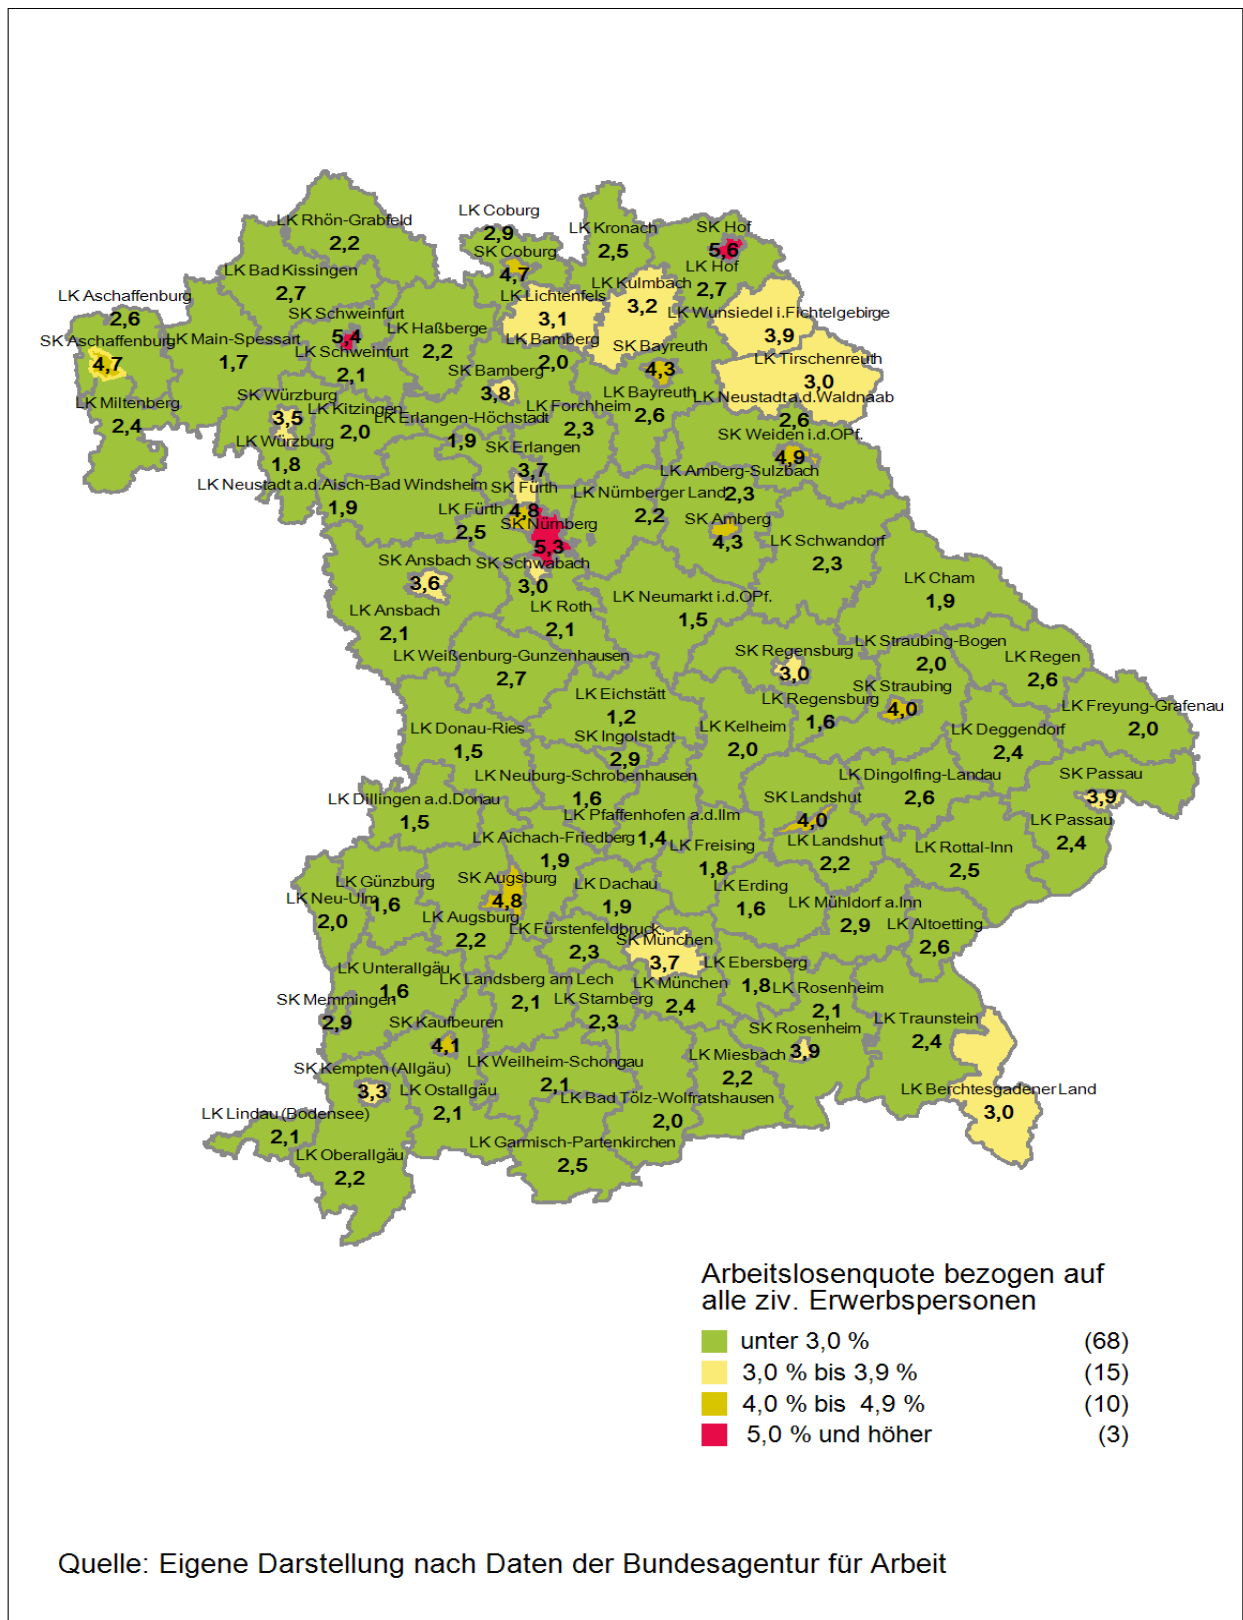 LK Coburg
2,9
LK Rhön-Grabfeld
2,2
LK Kronach
2,5
SK Hof
5,6
SK Coburg
4,7
LK Hof
2,7
LK Bad Kissingen
2,7
LK Kulmbach
3,2
LK Aschaffenburg
2,6
LK Lichtenfels
3,1
SK Schweinfurt
5,4
LK Wunsiedel i.Fichtelgebirge
3,9
LK Haßberge
2,2
SK Aschaffenburg
4,7
LK Main-Spessart
1,7
LK Bamberg
2,0
SK Bayreuth
4,3
LK Schweinfurt
2,1
LK Tirschenreuth
3,0
SK Bamberg
3,8
SK Würzburg
3,5
LK Bayreuth
2,6
LK Neustadt a.d.Waldnaab
2,6
LK Miltenberg
2,4
LK Kitzingen
2,0
LK Forchheim
2,3
LK Erlangen-Höchstadt
1,9
SK Weiden i.d.OPf.
4,9
LK Würzburg
1,8
SK Erlangen
3,7
LK Amberg-Sulzbach
2,3
LK Neustadt a.d.Aisch-Bad Windsheim
1,9
SK Fürth
4,8
LK Nürnberger Land
2,2
LK Fürth
2,5
SK Nürnberg
5,3
SK Amberg
4,3
LK Schwandorf
2,3
SK Ansbach
3,6
SK Schwabach
3,0
LK Cham
1,9
LK Neumarkt i.d.OPf.
1,5
LK Ansbach
2,1
LK Roth
2,1
LK Straubing-Bogen
2,0
SK Regensburg
3,0
LK Weißenburg-Gunzenhausen
2,7
LK Regen
2,6
SK Straubing
4,0
LK Eichstätt
1,2
LK Regensburg
1,6
LK Freyung-Grafenau
2,0
LK Donau-Ries
1,5
LK Kelheim
2,0
LK Deggendorf
2,4
SK Ingolstadt
2,9
LK Neuburg-Schrobenhausen
1,6
LK Dingolfing-Landau
2,6
SK Passau
3,9
LK Dillingen a.d.Donau
1,5
SK Landshut
4,0
LK Pfaffenhofen a.d.Ilm
1,4
LK Passau
2,4
LK Aichach-Friedberg
1,9
LK Freising
1,8
LK Landshut
2,2
LK Rottal-Inn
2,5
SK Augsburg
4,8
LK Günzburg
1,6
LK Dachau
1,9
LK Erding
1,6
LK Neu-Ulm
2,0
LK Mühldorf a.Inn
2,9
LK Augsburg
2,2
LK Fürstenfeldbruck
2,3
LK Altoetting
2,6
SK München
3,7
LK Ebersberg
1,8
LK Unterallgäu
1,6
LK Landsberg am Lech
2,1
LK München
2,4
LK Rosenheim
2,1
SK Memmingen
2,9
LK Starnberg
2,3
LK Traunstein
2,4
SK Kaufbeuren
4,1
SK Rosenheim
3,9
LK Miesbach
2,2
LK Weilheim-Schongau
2,1
SK Kempten (Allgäu)
3,3
LK Ostallgäu
2,1
LK Berchtesgadener Land
3,0
LK Bad Tölz-Wolfratshausen
2,0
LK Lindau (Bodensee)
2,1
LK Garmisch-Partenkirchen
2,5
LK Oberallgäu
2,2
Arbeitslosenquote bezogen auf
alle ziv. Erwerbspersonen
unter 3,0 % (68)
3,0 % bis 3,9 % (15)
4,0 % bis 4,9 % (10)
5,0 % und höher (3)
Quelle: Eigene Darstellung nach Daten der Bundesagentur für Arbeit